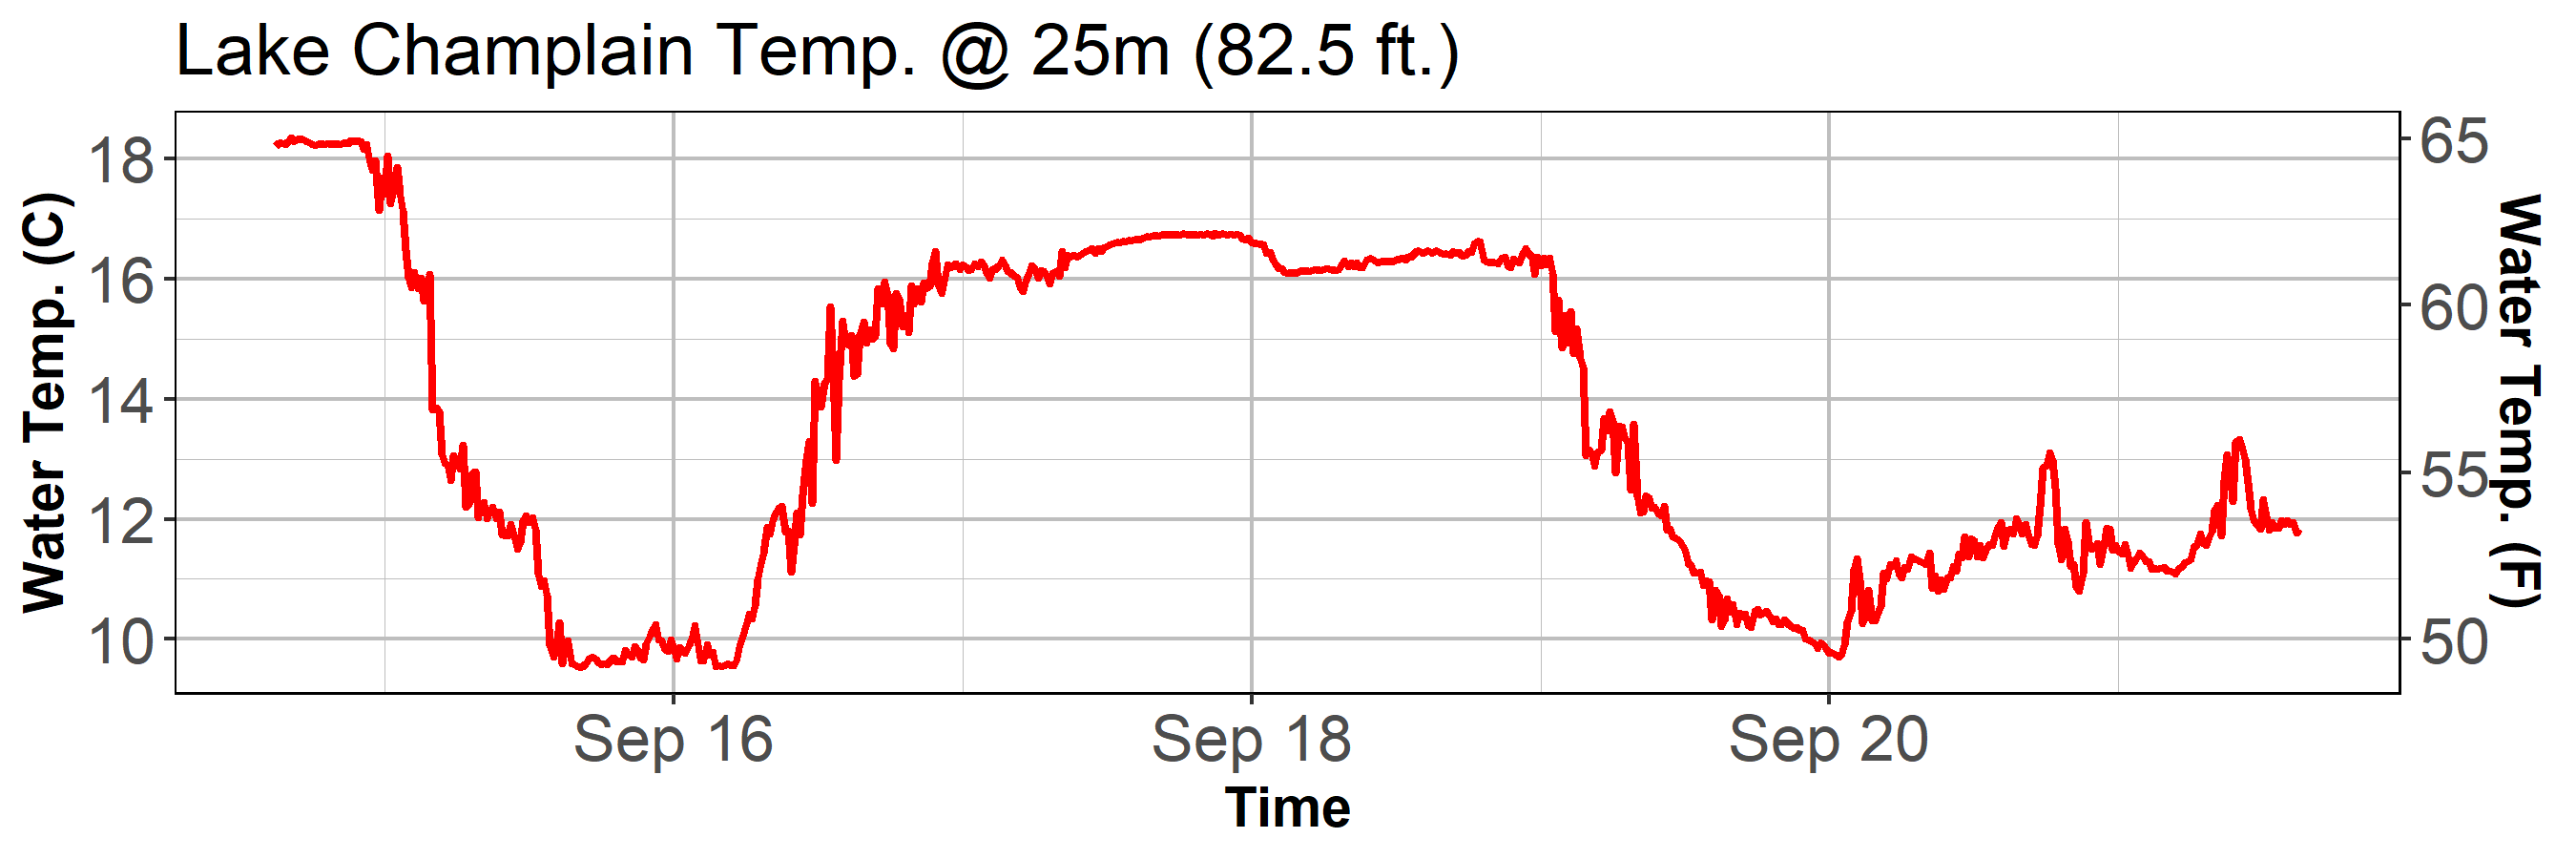 Lake Champlain Temp. @ 25m (82.5 ft.)
Water Temp. (C)
18
16
14
12
10
65
60
55
50
Water Temp. (F)
Sep 16
Sep 18
Sep 20
Time